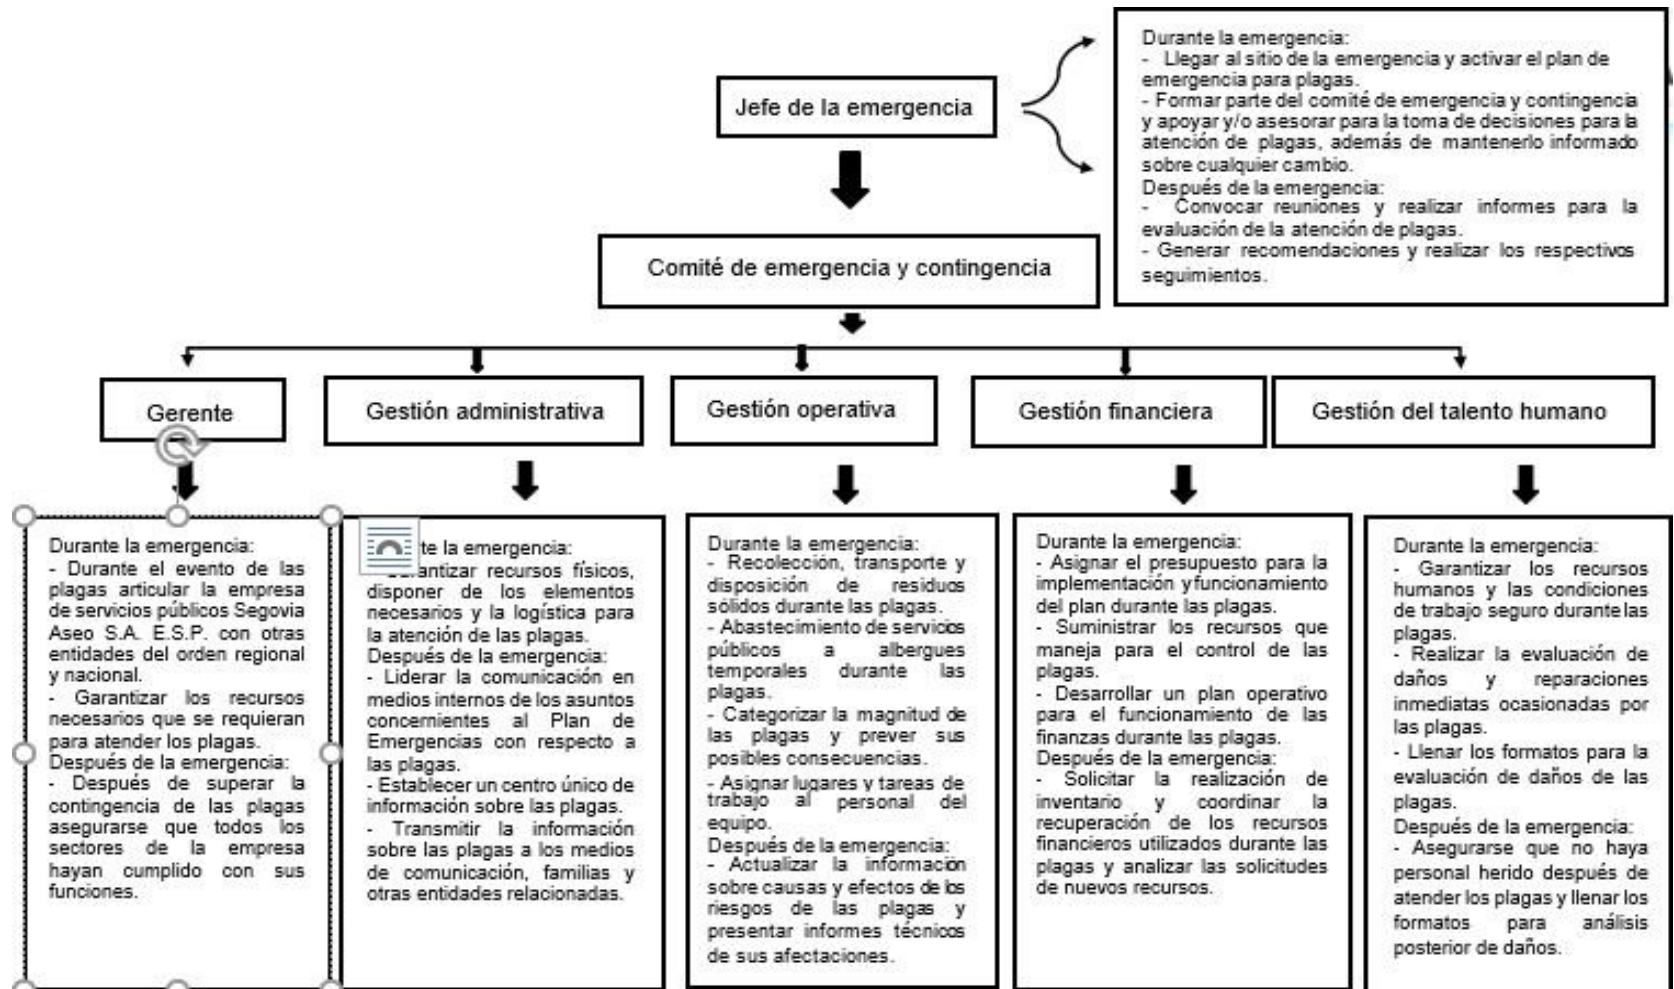 Jefe de la emergencia
Durante la emergencia:
- Llegar al sitio de la emergencia y activar el plan de
emergencia para plagas.
- Formar parte del comité de emergencia y contingencia
y apoyar y/o asesorar para la toma de decisiones para la
atención de plagas, además de mantenerlo informado
sobre cualquier cambio.
Después de la emergencia:
- Convocar reuniones y realizar informes para la
evaluación de la atención de plagas.
- Generar recomendaciones y realizar los respectivos
seguimientos.
Comité de emergencia y contingencia
Gerente
Gestión administrativa
Gestión operativa
Gestión financiera
Gestión del talento humano
Durante la emergencia:
- Durante el evento de las
plagas articular la empresa
de servicios públicos Segovia
Aseo S.A. E.S.P. con otras
entidades del orden regional
y nacional.
- Garantizar los recursos
necesarios que se requieran
para atender los plagas.
Después de la emergencia:
- Después de superar la
contingencia de las plagas
asegurarse que todos los
sectores de la empresa
hayan cumplido con sus
funciones.
te la emergencia:
antizar recursos físicos,
disponer de los elementos
necesarios y la logística para
la atención de las plagas.
Después de la emergencia:
- Liderar la comunicación en
medios internos de los asuntos
concernientes al Plan de
Emergencias con respecto a
las plagas.
- Establecer un centro único de
información sobre las plagas.
- Transmitir la información
sobre las plagas a los medios
de comunicación, familias y
otras entidades relacionadas.
Durante la emergencia:
- Recolección, transporte y
disposición de residuos
sólidos durante las plagas.
- Abastecimiento de servicios
públicos a albergues
temporales durante las
plagas.
- Categorizar la magnitud de
las plagas y prever sus
posibles consecuencias.
- Asignar lugares y tareas de
trabajo al personal del
equipo.
Después de la emergencia:
- Actualizar la información
sobre causas y efectos de los
riesgos de las plagas y
presentar informes técnicos
de sus afectaciones.
Durante la emergencia:
- Asignar el presupuesto para la
implementación y funcionamiento
del plan durante las plagas.
- Suministrar los recursos que
maneja para el control de las
plagas.
- Desarrollar un plan operativo
para el funcionamiento de las
finanzas durante las plagas.
Después de la emergencia:
- Solicitar la realización de
inventario y coordinar la
recuperación de los recursos
financieros utilizados durante las
plagas y analizar las solicitudes
de nuevos recursos.
Durante la emergencia:
- Garantizar los recursos
humanos y las condiciones
de trabajo seguro durante las
plagas.
- Realizar la evaluación de
daños y reparaciones
inmediatas ocasionadas por
las plagas.
- Llenar los formatos para la
evaluación de daños de las
plagas.
Después de la emergencia:
- Asegurarse que no haya
personal herido después de
atender los plagas y llenar los
formatos para análisis
posterior de daños.